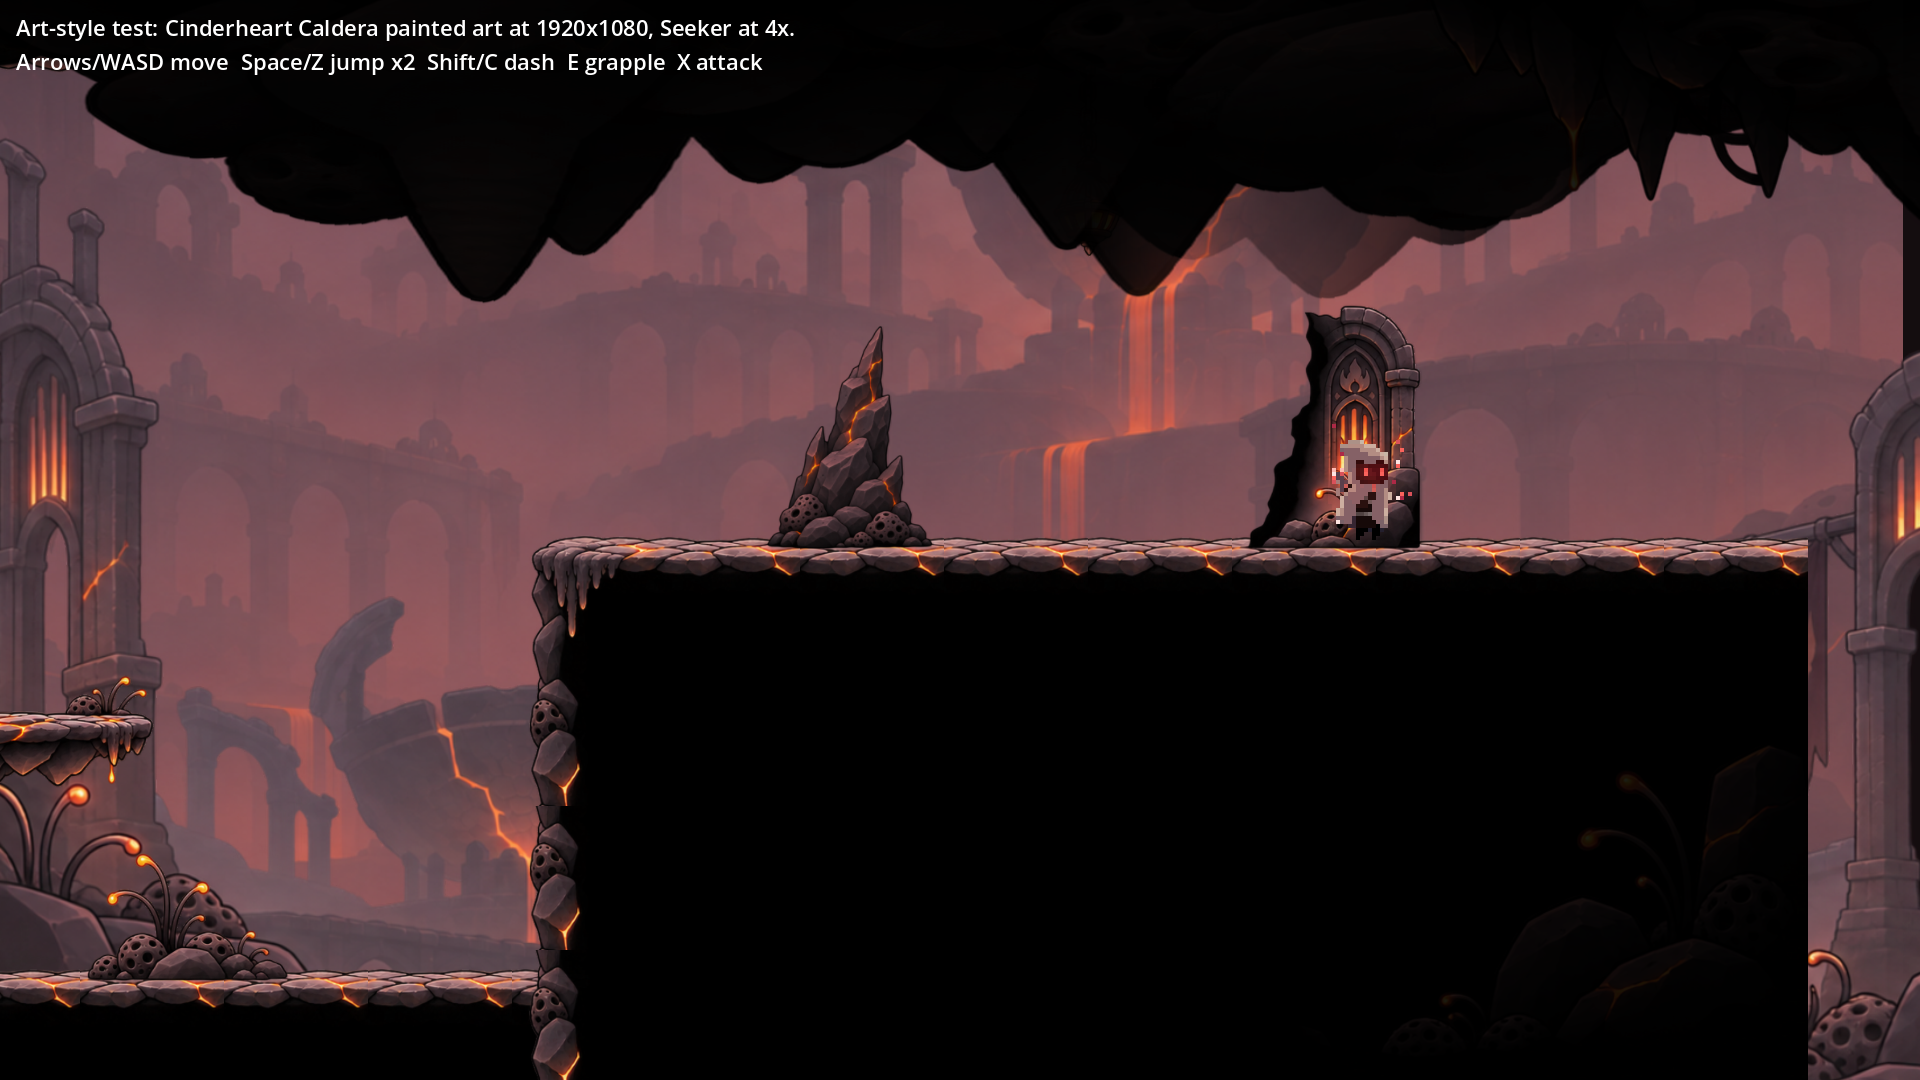 Art-style test: Cinderheart Caldera painted art at 1920x1080, Seeker at 4x.
Arrows/WASD move  Space/Z jump x2  Shift/C dash  E grapple  X attack